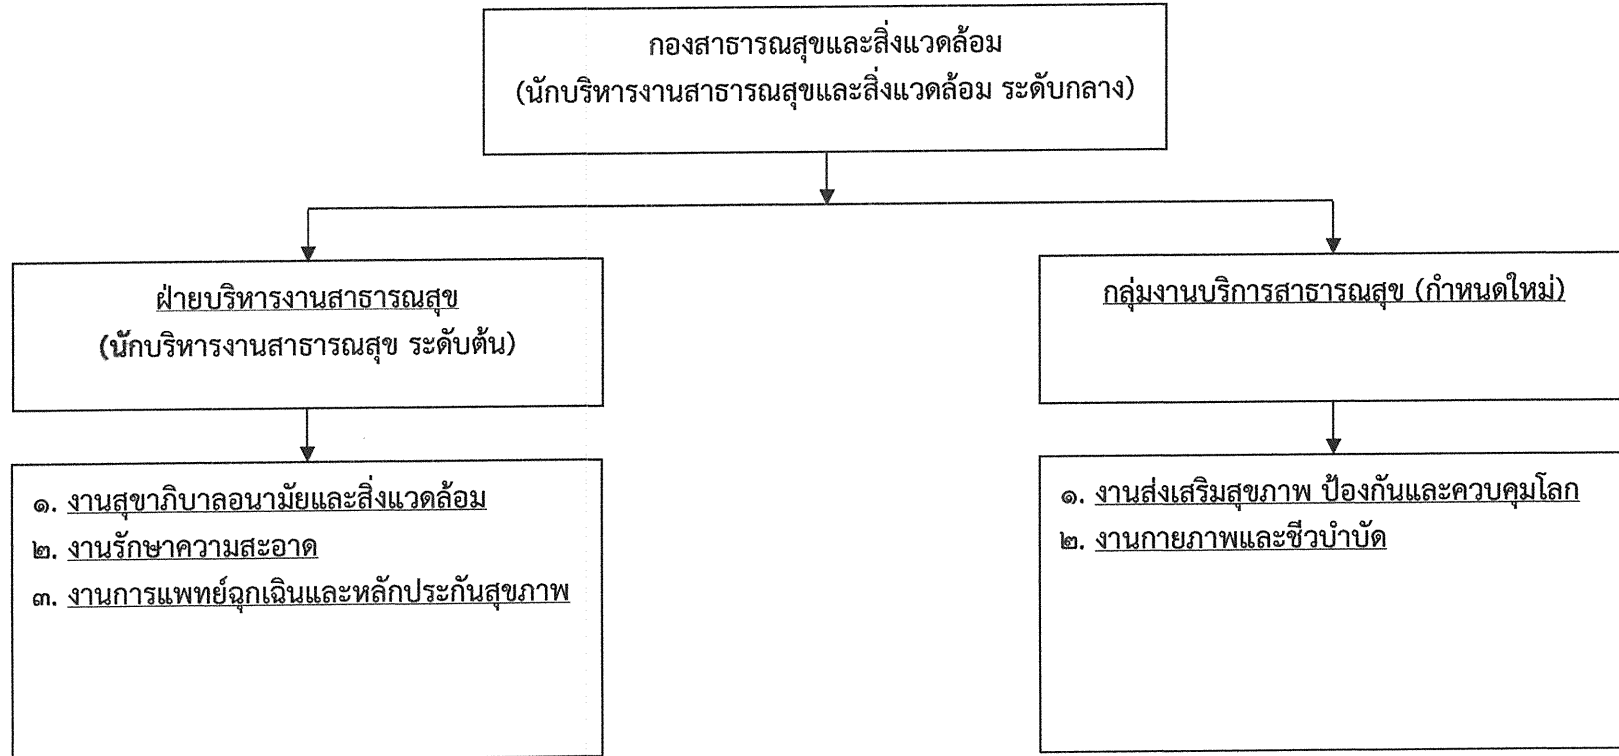 กองสาธารณสุขและสิ่งแวดล้อม
(นักบริหารงานสาธารณสุขและสิ่งแวดล้อม ระดับกลาง)
ฝ่ายบริหารงานสาธารณสุข
(นักบริหารงานสาธารณสุข ระดับต้น)
๑. งานสุขาภิบาลอนามัยและสิ่งแวดล้อม
๒. งานรักษาความสะอาด
๓. งานการแพทย์ฉุกเฉินและหลักประกันสุขภาพ
กลุ่มงานบริการสาธารณสุข (กำหนดใหม่)
๑. งานส่งเสริมสุขภาพ ป้องกันและควบคุมโลก
๒. งานกายภาพและชีวบำบัด